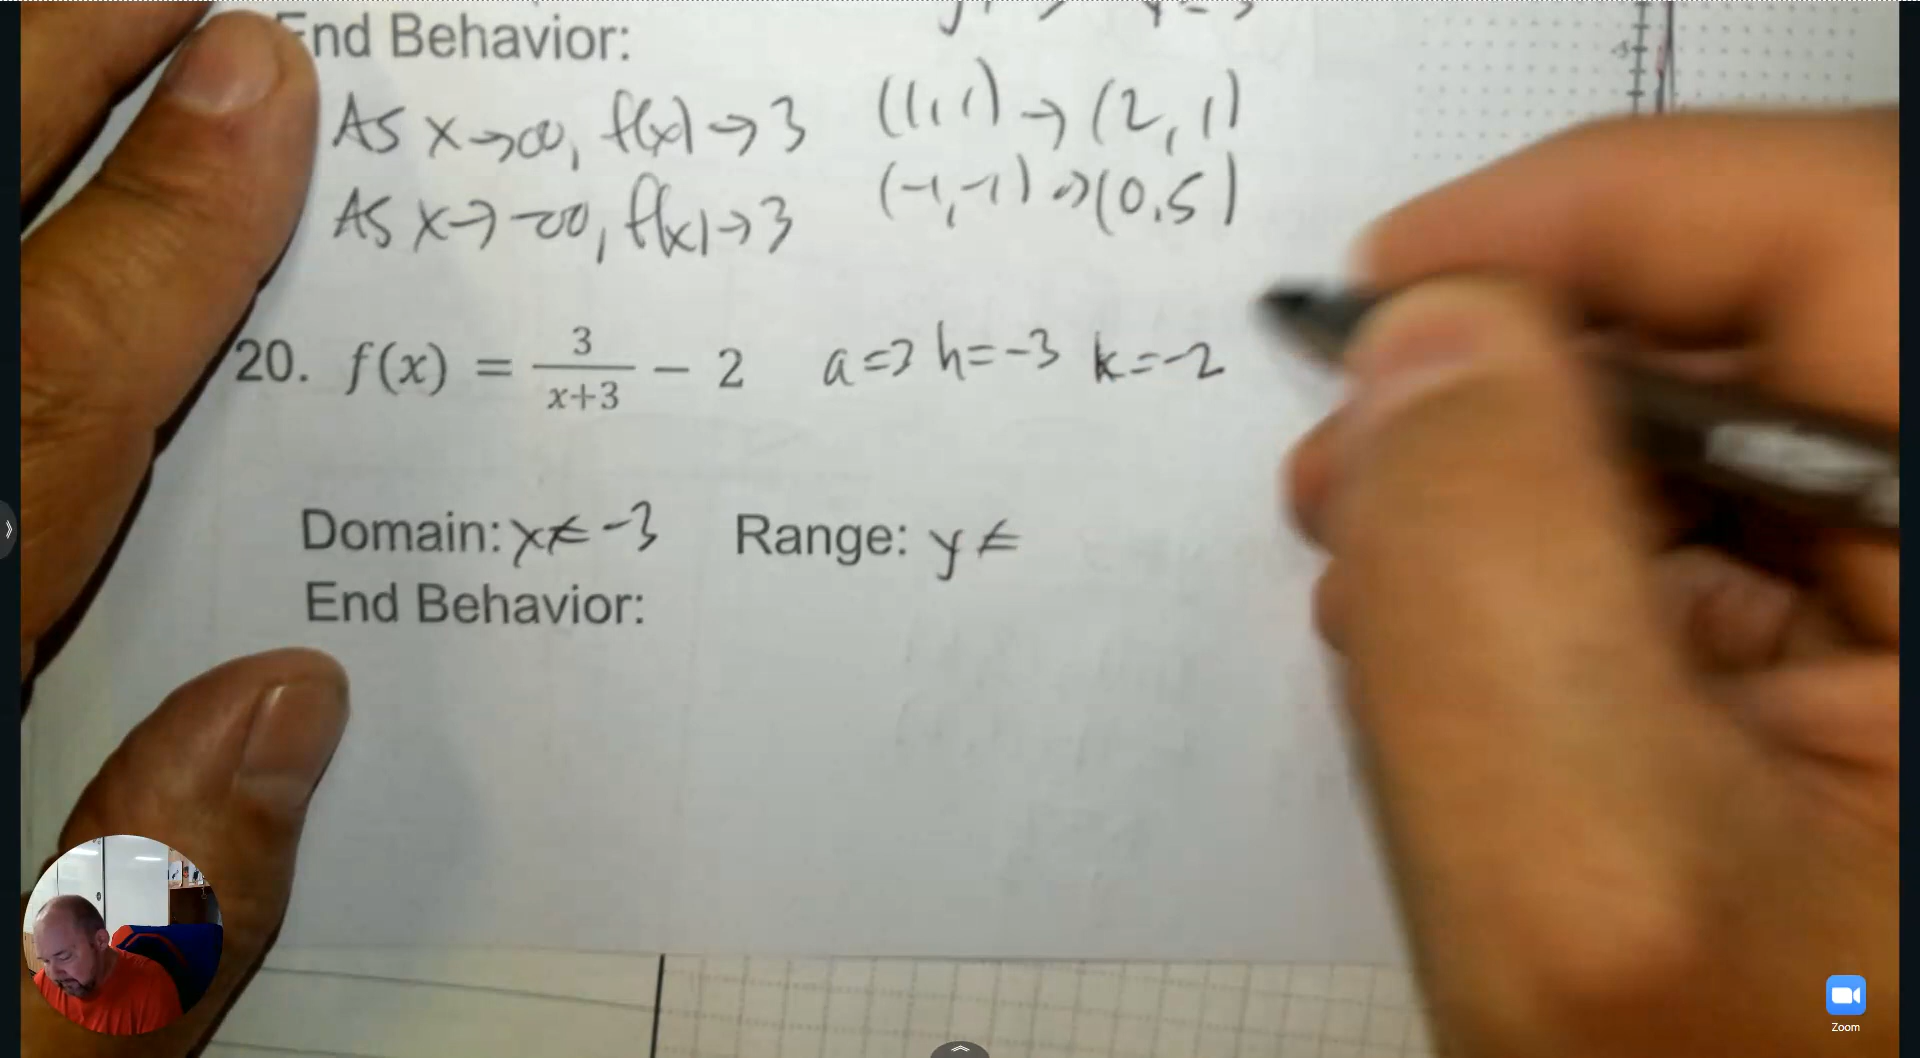 End Behavior:
As x→∞, f(x)→3 (1,1)→(2,1)
As x→-∞, f(x)→3 (-1,-1)→(0,5)
20. f(x) = 3/(x+3) − 2 a=3 h=-3 k=-2
Domain: x≠-3 Range: y≠
End Behavior:
Zoom